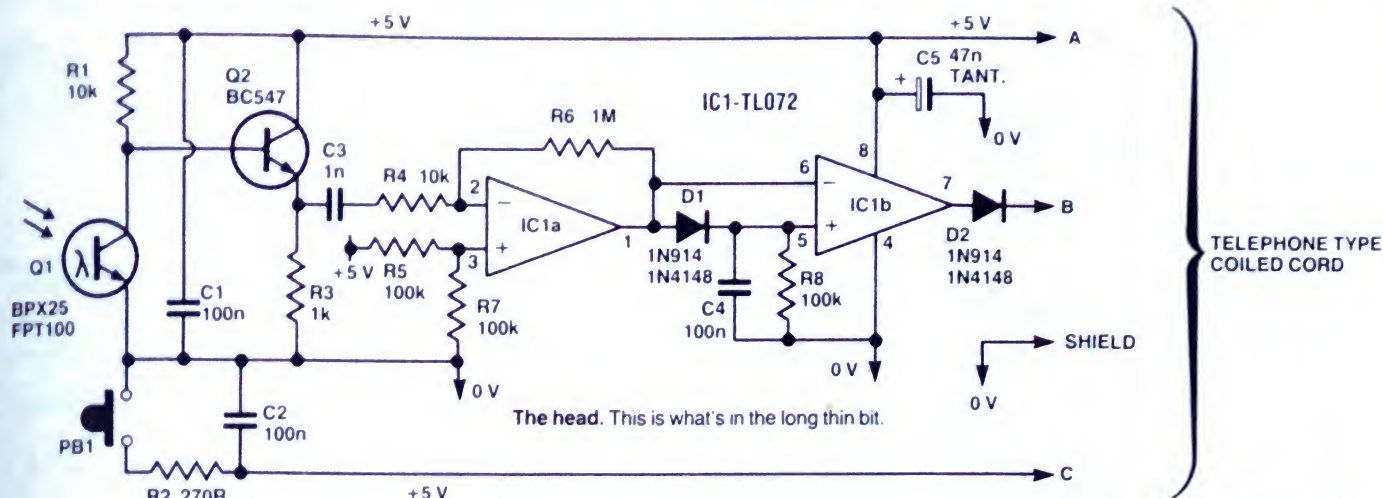 +5 V
+5 V
A
R1
10k
Q2
BC547
C5 47n
TANT.
+
IC1-TL072
0 V
R6 1M
C3
1n
R4 10k
2
−
IC1a
+
3
1
+5 V
R5
100k
R7
100k
D1
1N914
1N4148
8
6
−
IC1b
+
5
7
4
B
D2
1N914
1N4148
λ
Q1
BPX25
FPT100
C1
100n
R3
1k
C4
100n
R8
100k
TELEPHONE TYPE
COILED CORD
SHIELD
0 V
0 V
0 V
The head. This is what's in the long thin bit.
PB1
C2
100n
C
R2 270R
+5 V